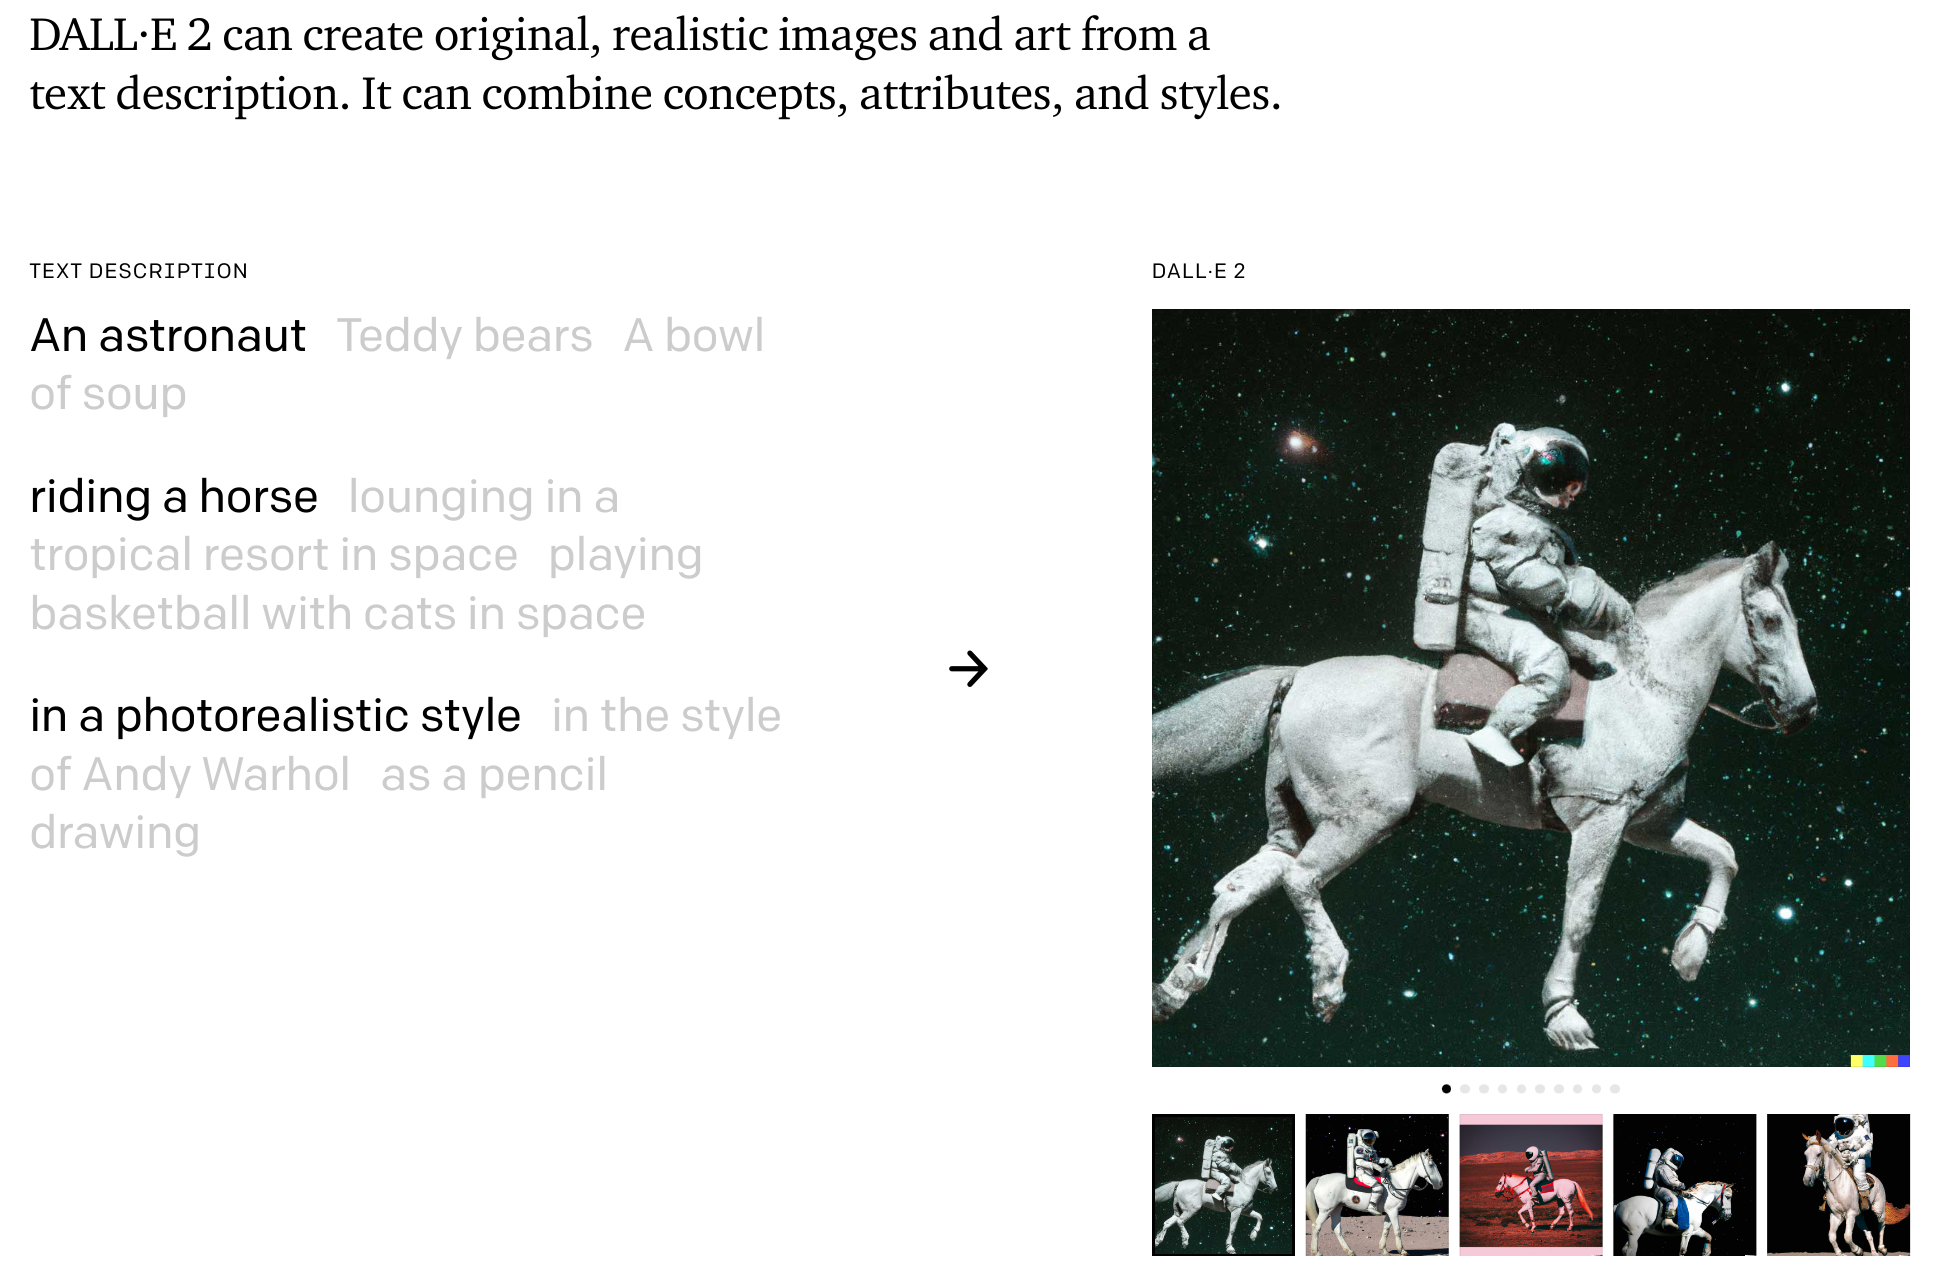 DALL·E 2 can create original, realistic images and art from a
text description. It can combine concepts, attributes, and styles.
TEXT DESCRIPTION
An astronaut Teddy bears A bowl
of soup
riding a horse lounging in a
tropical resort in space playing
basketball with cats in space
in a photorealistic style in the style
of Andy Warhol as a pencil
drawing
DALL·E 2